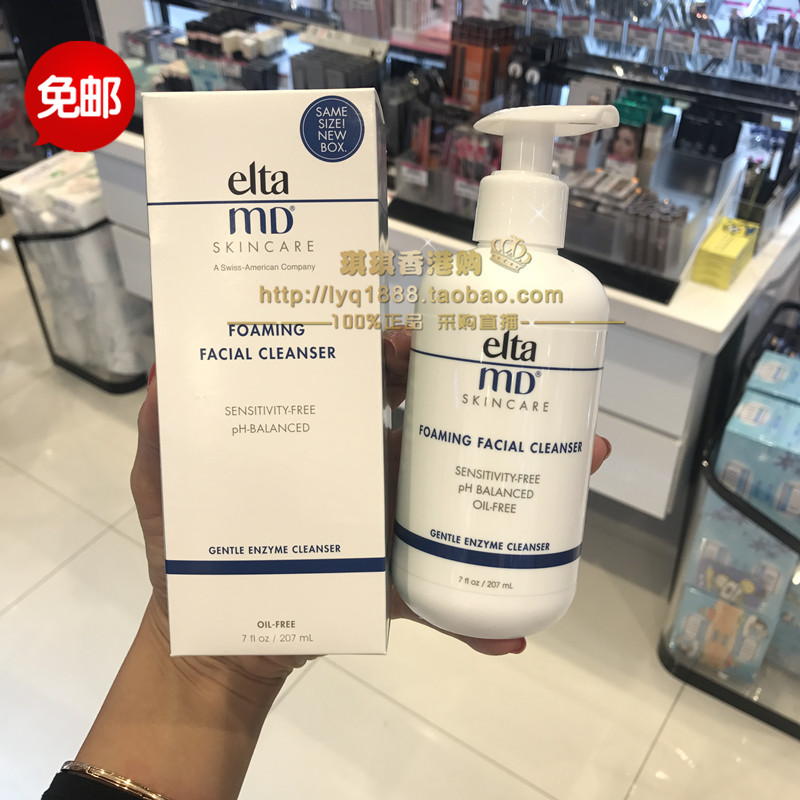 免邮
SAME
SIZE!
NEW
BOX.
elta
MD®
SKINCARE
A Swiss-American Company
FOAMING
FACIAL CLEANSER
SENSITIVITY-FREE
pH-BALANCED
GENTLE ENZYME CLEANSER
OIL-FREE
7 fl oz / 207 mL
琪琪香港购
http://lyq1888.taobao.com
100%正品 采购直播
elta
MD®
SKINCARE
FOAMING FACIAL CLEANSER
SENSITIVITY-FREE
pH BALANCED
OIL-FREE
GENTLE ENZYME CLEANSER
7 fl oz / 207 mL